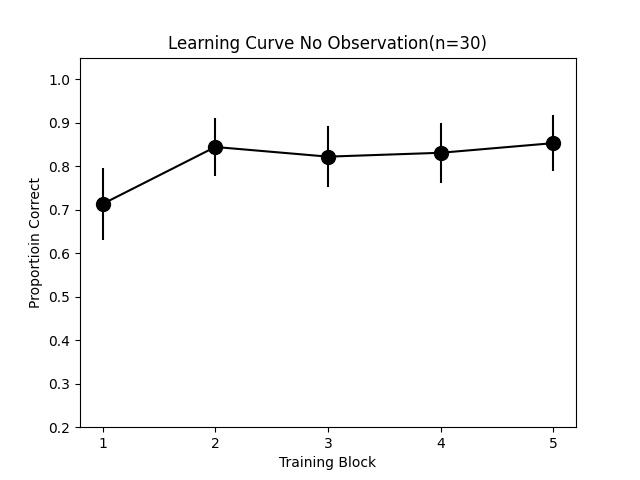 Learning Curve No Observation(n=30)
Proportioin Correct
1.0
0.9
0.8
0.7
0.6
0.5
0.4
0.3
0.2
1 2 3 4 5
Training Block